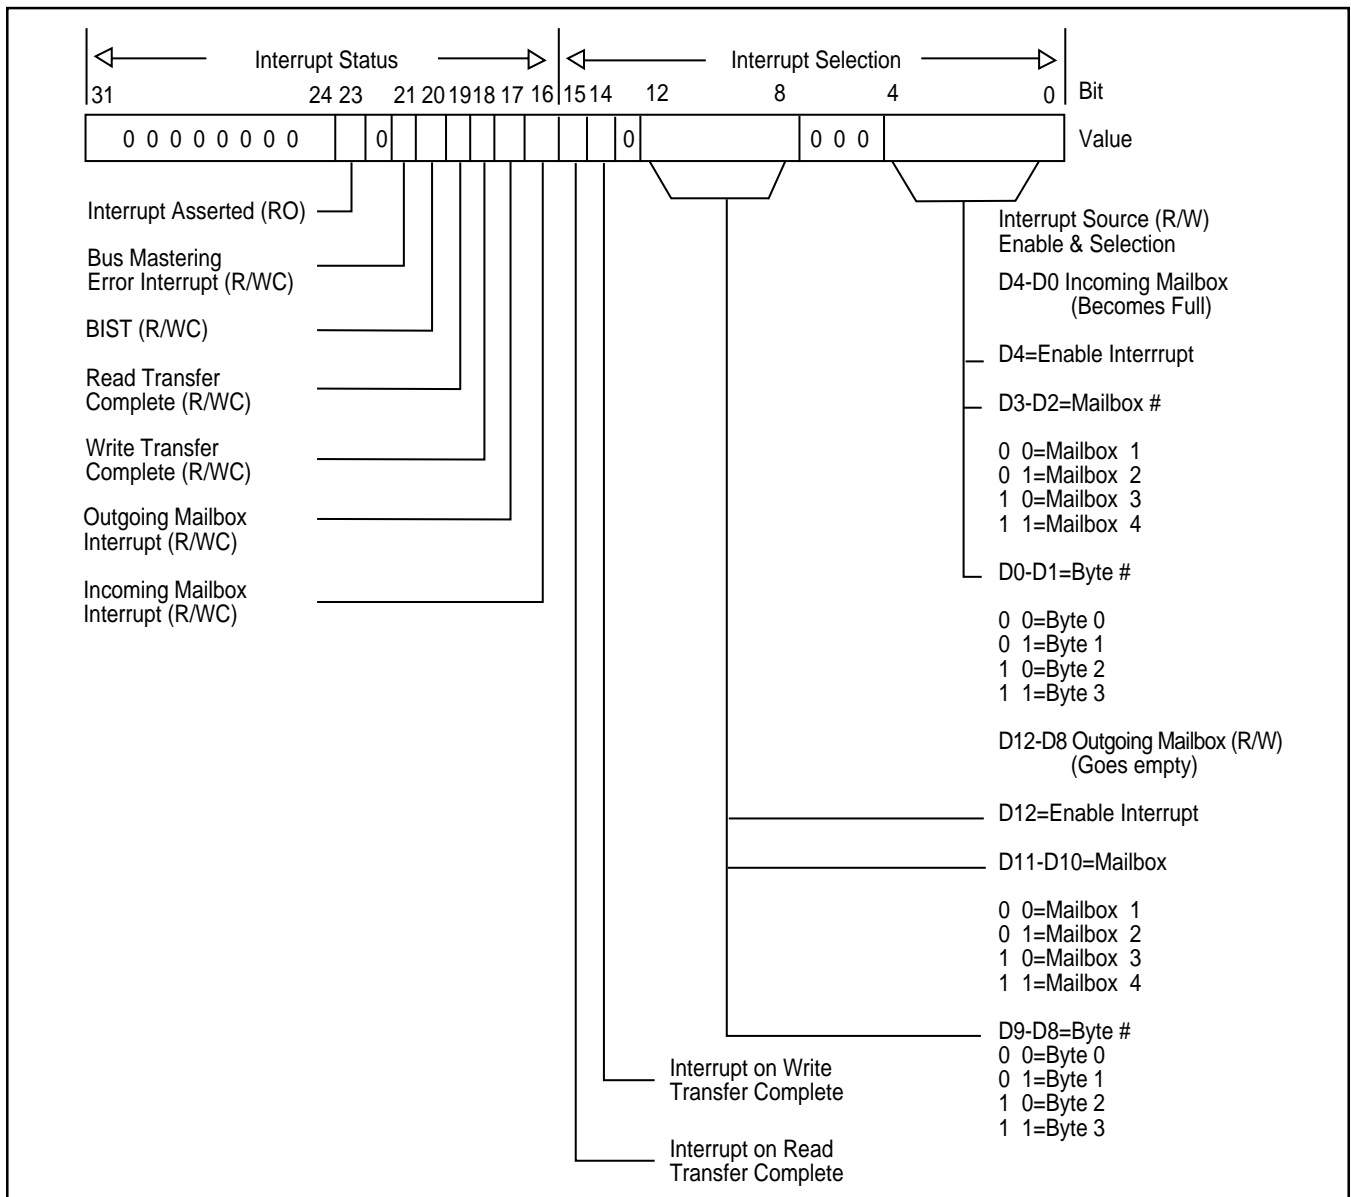 Interrupt Status Interrupt Selection
31 24 23 21 20 19 18 17 16 15 14 12 8 4 0 Bit
0 0 0 0 0 0 0 0 0 0 0 0 0 Value
Interrupt Asserted (RO)
Bus Mastering
Error Interrupt (R/WC)
BIST (R/WC)
Read Transfer
Complete (R/WC)
Write Transfer
Complete (R/WC)
Outgoing Mailbox
Interrupt (R/WC)
Incoming Mailbox
Interrupt (R/WC)
Interrupt Source (R/W)
Enable & Selection
D4-D0 Incoming Mailbox
(Becomes Full)
D4=Enable Interrrupt
D3-D2=Mailbox #
0 0=Mailbox 1
0 1=Mailbox 2
1 0=Mailbox 3
1 1=Mailbox 4
D0-D1=Byte #
0 0=Byte 0
0 1=Byte 1
1 0=Byte 2
1 1=Byte 3
D12-D8 Outgoing Mailbox (R/W)
(Goes empty)
D12=Enable Interrupt
D11-D10=Mailbox
0 0=Mailbox 1
0 1=Mailbox 2
1 0=Mailbox 3
1 1=Mailbox 4
D9-D8=Byte #
0 0=Byte 0
0 1=Byte 1
1 0=Byte 2
1 1=Byte 3
Interrupt on Write
Transfer Complete
Interrupt on Read
Transfer Complete